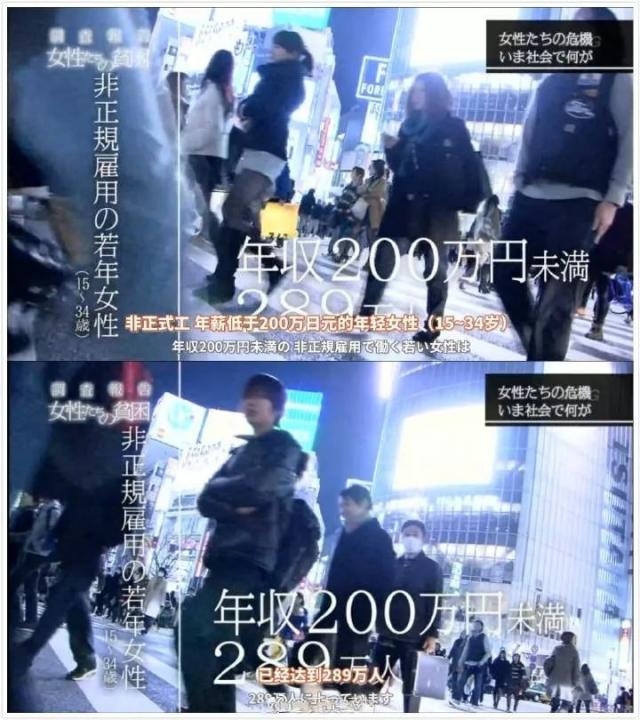 調査報告
女性たちの貧困
非正規雇用の若年女性
（15～34歳）
女性たちの危機
いま社会で何が
年収200万円未満
289万人
非正式工 年薪低于200万日元的年轻女性（15~34岁）
年収200万円未満の 非正規雇用で働く若い女性は
調査報告
女性たちの貧困
非正規雇用の若年女性
（15～34歳）
女性たちの危機
いま社会で何が
年収200万円未満
289万人
已经达到289万人
289万人に上っています